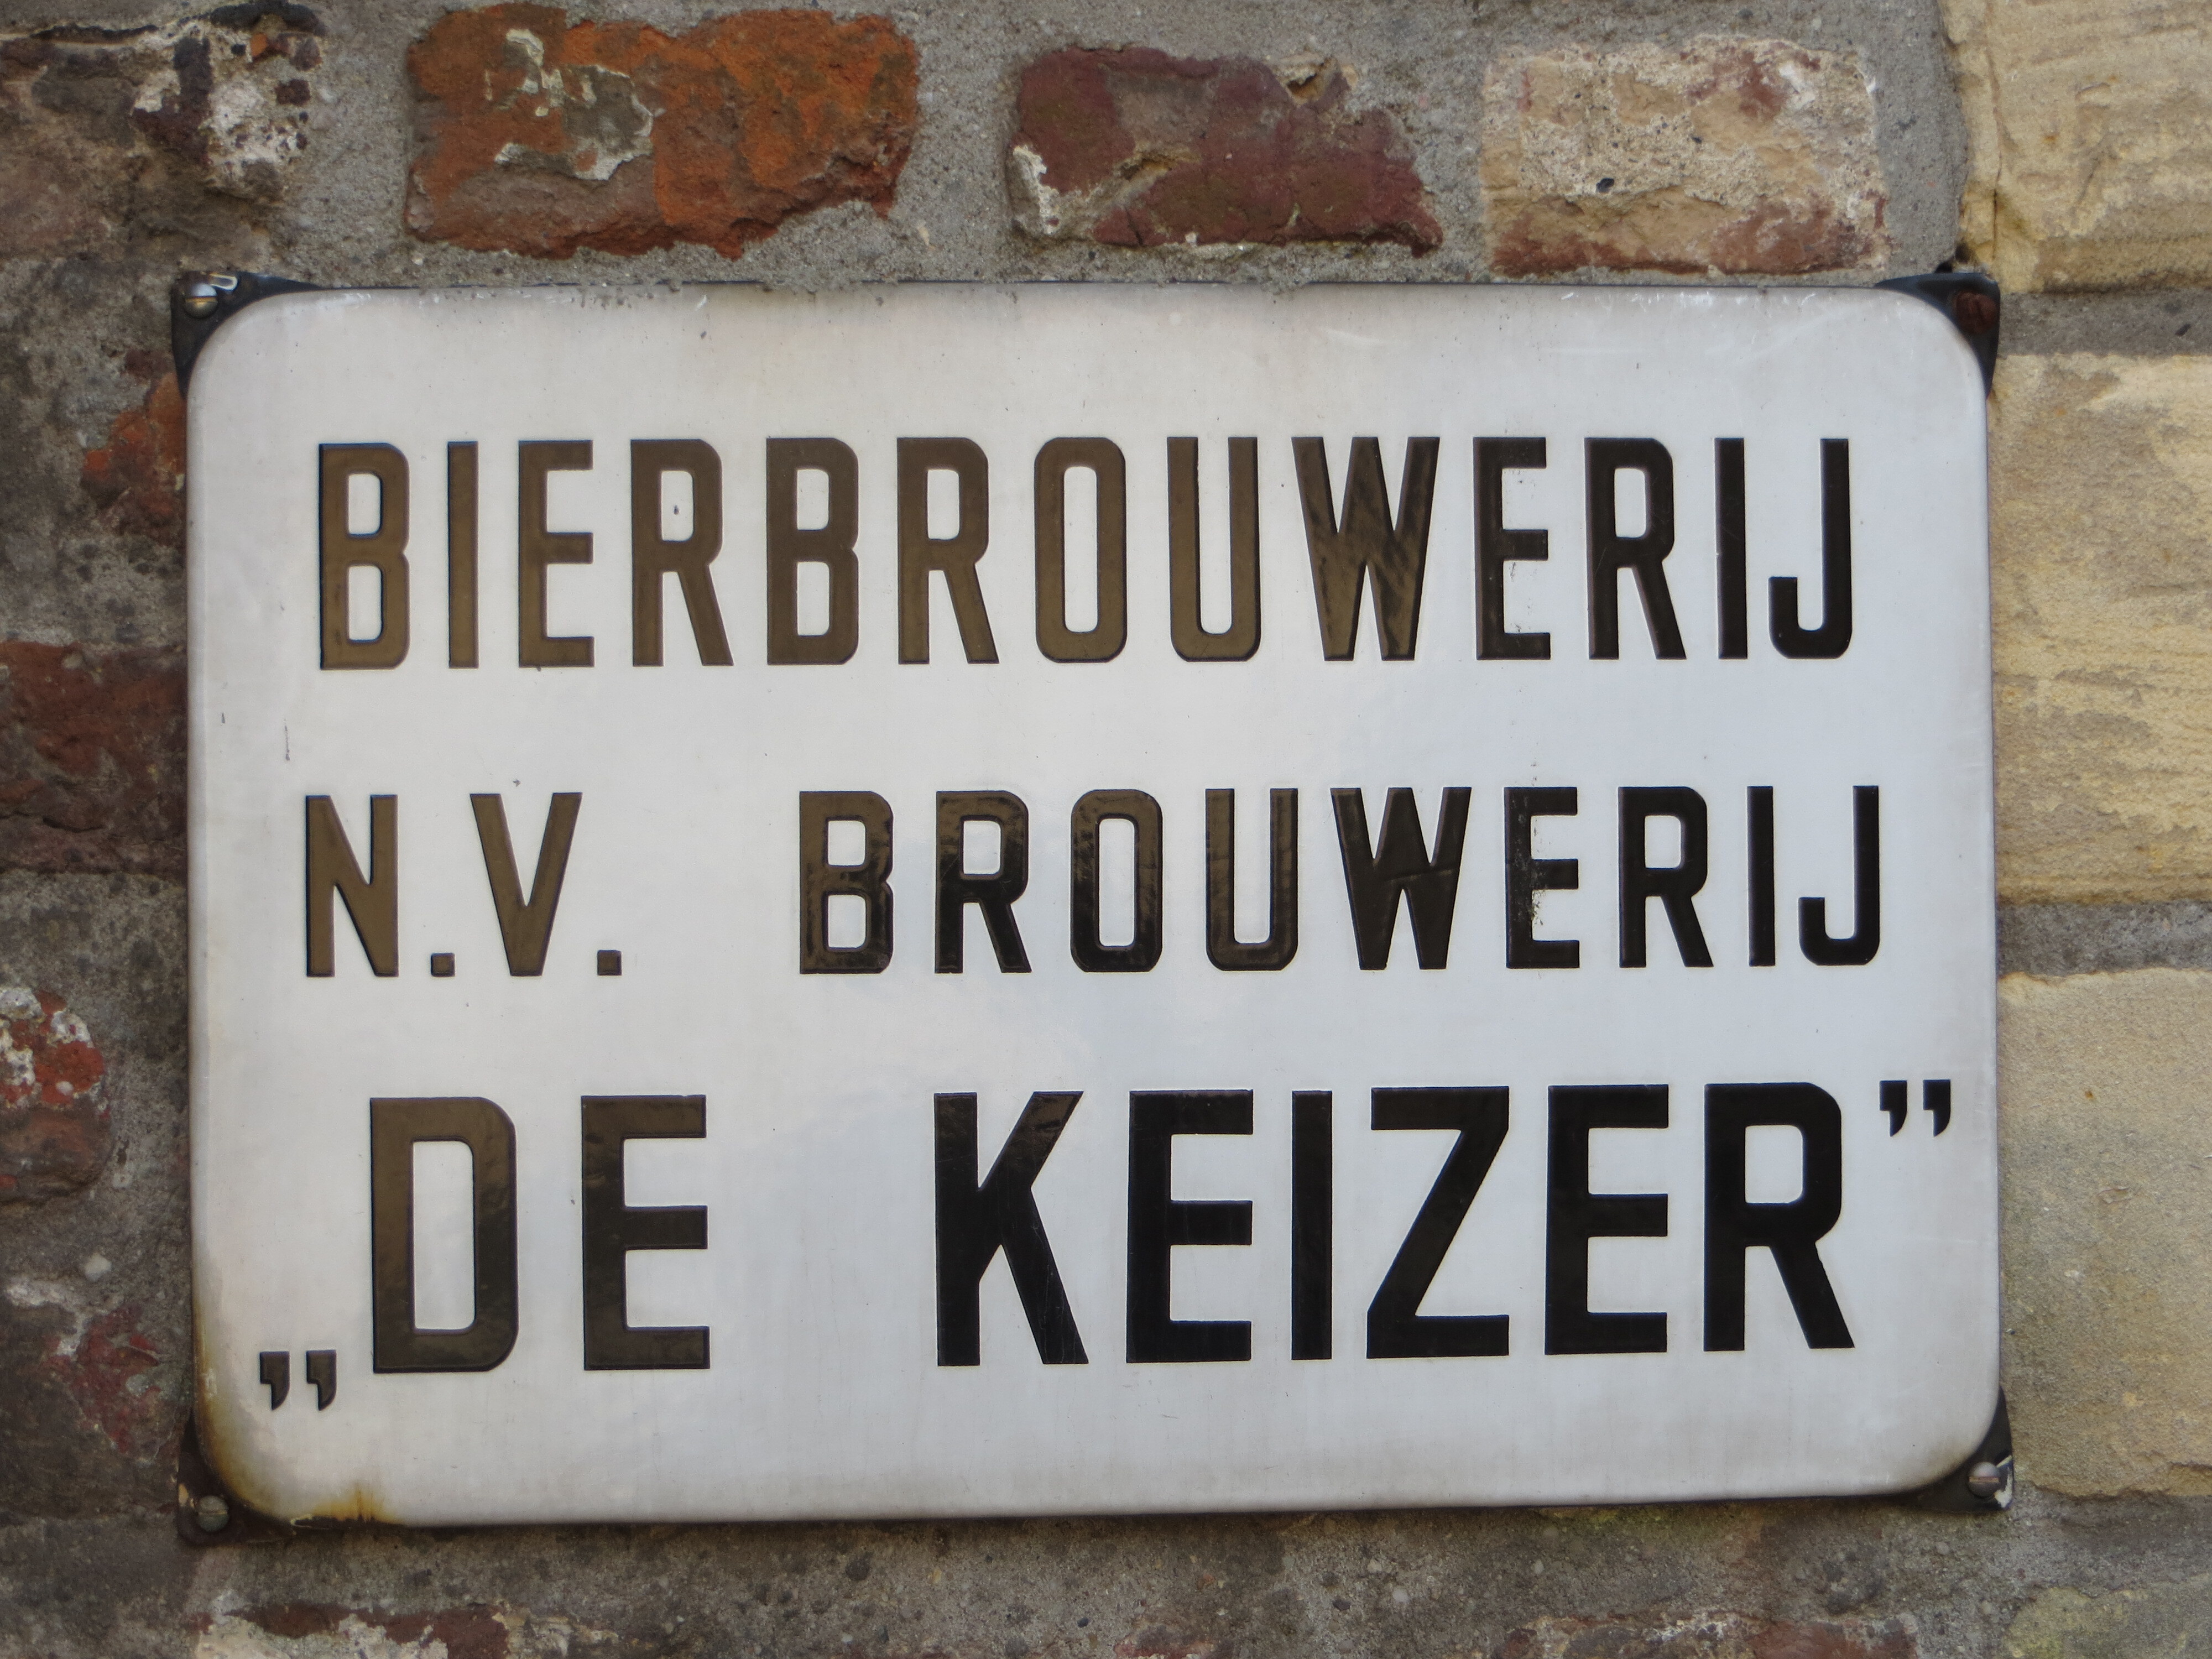 BIERBROUWERIJ
N.V. BROUWERIJ
„DE KEIZER”